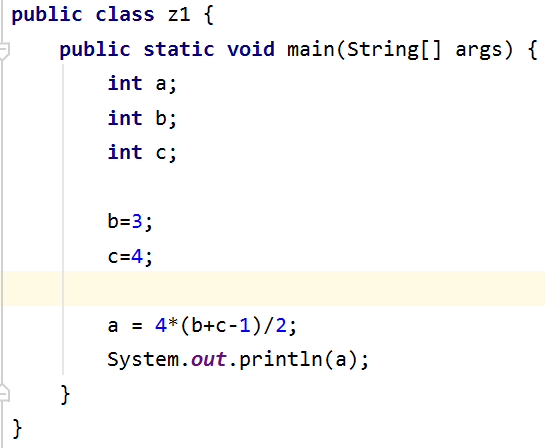 public class z1 {
public static void main(String[] args) {
int a;
int b;
int c;
b=3;
c=4;
a = 4*(b+c-1)/2;
System.out.println(a);
}
}